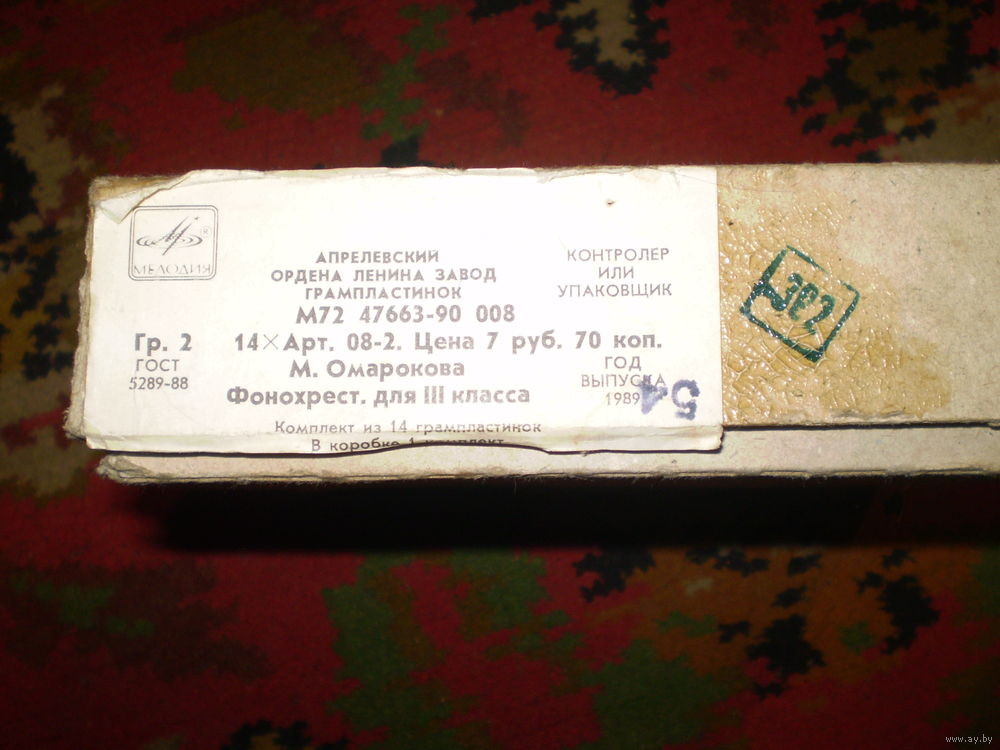 МЕЛОДИЯ
АПРЕЛЕВСКИЙ
ОРДЕНА ЛЕНИНА ЗАВОД
ГРАМПЛАСТИНОК
М72 47663-90 008
КОНТРОЛЕР
ИЛИ
УПАКОВЩИК
Гр. 2
ГОСТ
5289-88
14×Арт. 08-2. Цена 7 руб. 70 коп.
М. Омарокова
Фонохрест. для III класса
ГОД
ВЫПУСКА
1989
54
Комплект из 14 грампластинок
В коробке 1 комплект
www.ay.by